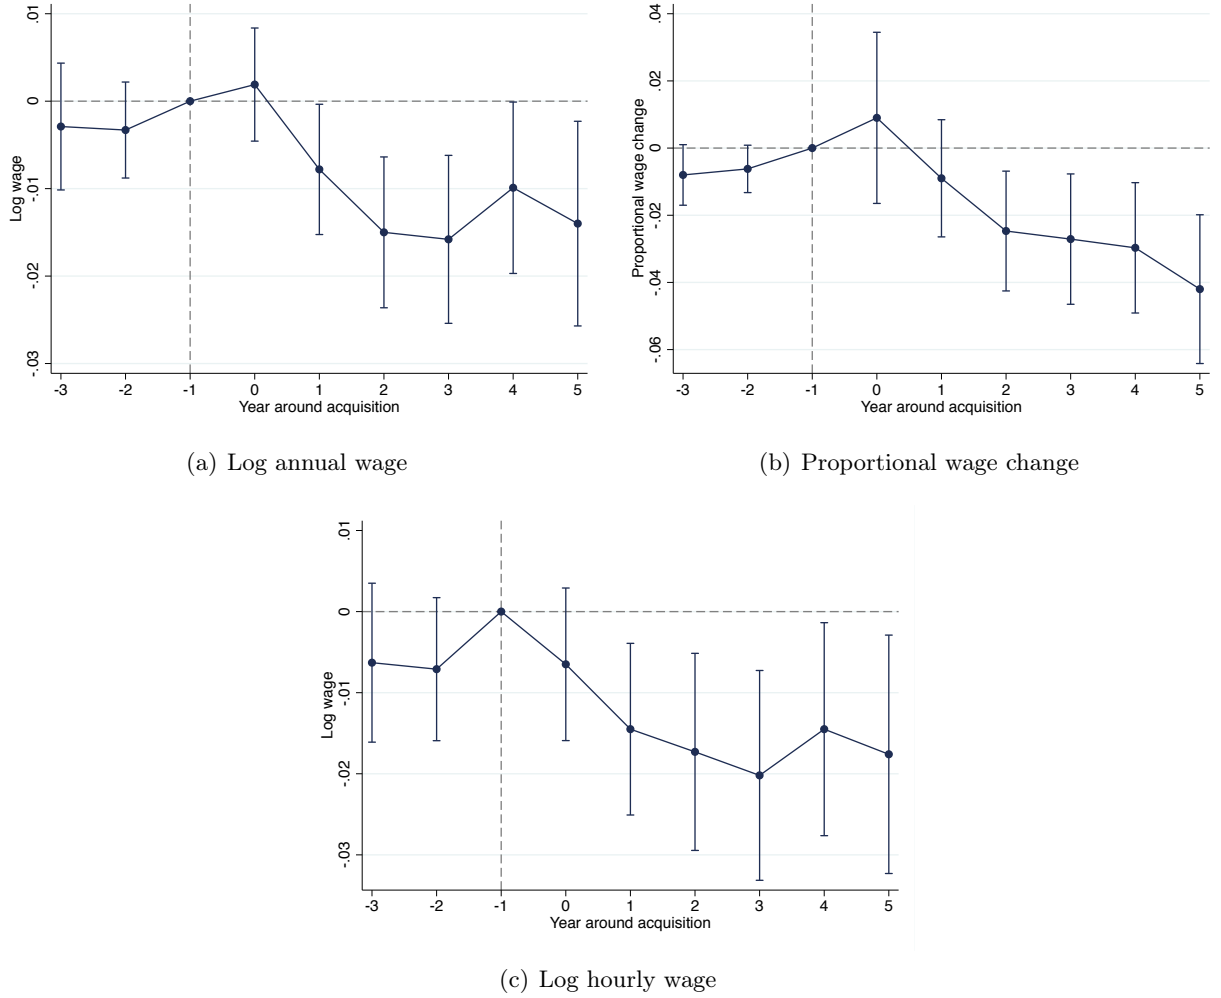 .01
0
-.01
-.02
-.03
Log wage
-3 -2 -1 0 1 2 3 4 5
Year around acquisition
(a) Log annual wage
.04
.02
0
-.02
-.04
-.06
Proportional wage change
-3 -2 -1 0 1 2 3 4 5
Year around acquisition
(b) Proportional wage change
.01
0
-.01
-.02
-.03
Log wage
-3 -2 -1 0 1 2 3 4 5
Year around acquisition
(c) Log hourly wage